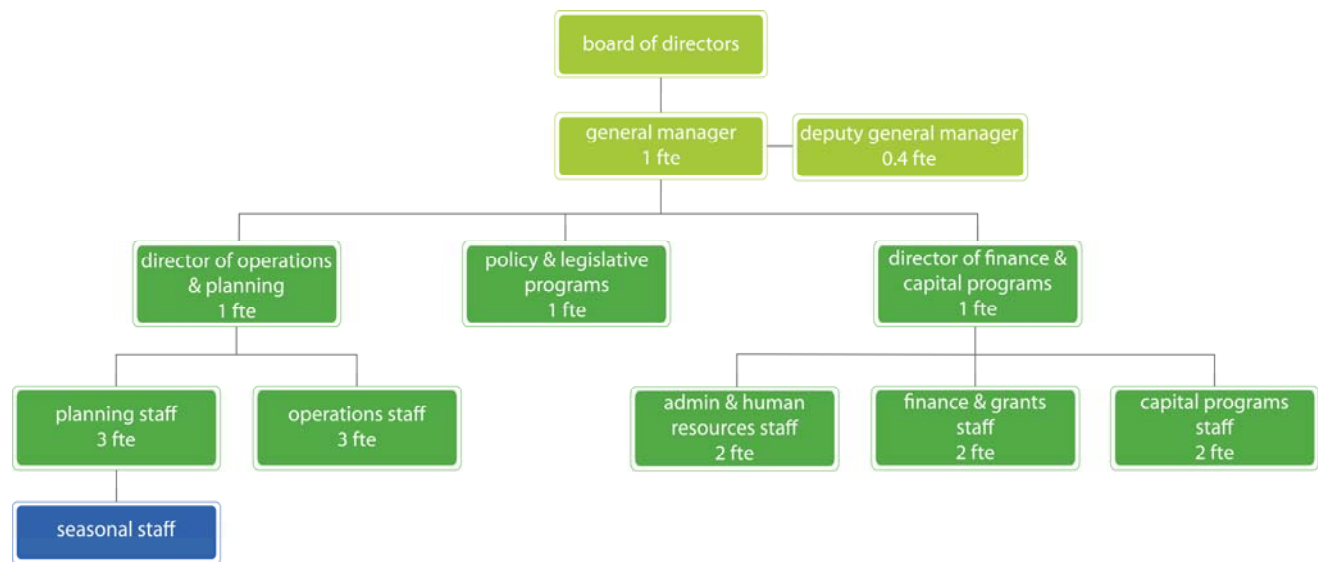 board of directors
general manager
1 fte
deputy general manager
0.4 fte
director of operations
& planning
1 fte
policy & legislative
programs
1 fte
director of finance &
capital programs
1 fte
planning staff
3 fte
operations staff
3 fte
admin & human
resources staff
2 fte
finance & grants
staff
2 fte
capital programs
staff
2 fte
seasonal staff